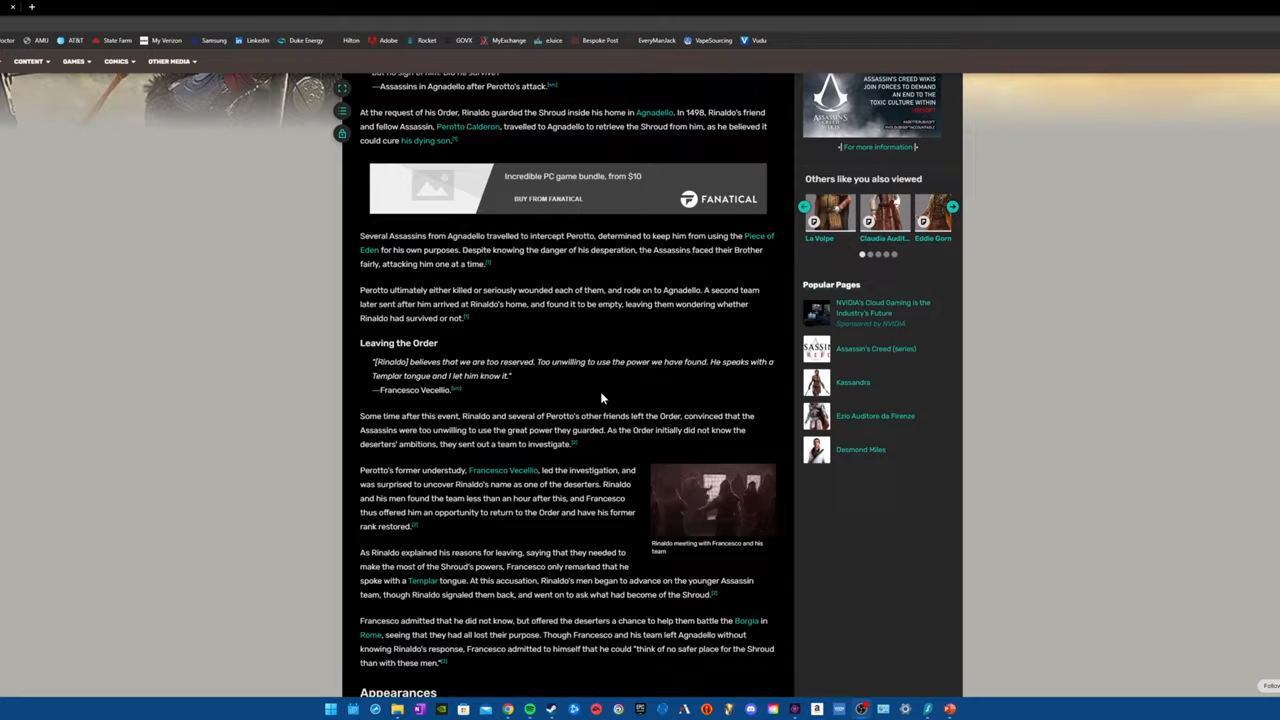 AMU
AT&T
State Farm
My Verizon
Samsung
LinkedIn
Duke Energy
Hilton
Adobe
Rocket
GOVX
MyExchange
eJuice
Bespoke Post
EveryManJack
VapeSourcing
Vudu
CONTENT
GAMES
COMICS
OTHER MEDIA
—Assassins in Agnadello after Perotto's attack.[src]
At the request of his Order, Rinaldo guarded the Shroud inside his home in Agnadello. In 1498, Rinaldo's friend
and fellow Assassin, Perotto Calderon, travelled to Agnadello to retrieve the Shroud from him, as he believed it
could cure his dying son.[1]
Incredible PC game bundle, from $10
BUY FROM FANATICAL
FANATICAL
Several Assassins from Agnadello travelled to intercept Perotto, determined to keep him from using the Piece of
Eden for his own purposes. Despite knowing the danger of his desperation, the Assassins faced their Brother
fairly, attacking him one at a time.[1]
Perotto ultimately either killed or seriously wounded each of them, and rode on to Agnadello. A second team
later sent after him arrived at Rinaldo's home, and found it to be empty, leaving them wondering whether
Rinaldo had survived or not.[1]
Leaving the Order
"[Rinaldo] believes that we are too reserved. Too unwilling to use the power we have found. He speaks with a
Templar tongue and I let him know it."
—Francesco Vecellio.[src]
Some time after this event, Rinaldo and several of Perotto's other friends left the Order, convinced that the
Assassins were too unwilling to use the great power they guarded. As the Order initially did not know the
deserters' ambitions, they sent out a team to investigate.[2]
Perotto's former understudy, Francesco Vecellio, led the investigation, and
was surprised to uncover Rinaldo's name as one of the deserters. Rinaldo
and his men found the team less than an hour after this, and Francesco
thus offered him an opportunity to return to the Order and have his former
rank restored.[2]
Rinaldo meeting with Francesco and his
team
As Rinaldo explained his reasons for leaving, saying that they needed to
make the most of the Shroud's powers, Francesco only remarked that he
spoke with a Templar tongue. At this accusation, Rinaldo's men began to advance on the younger Assassin
team, though Rinaldo signaled them back, and went on to ask what had become of the Shroud.[2]
Francesco admitted that he did not know, but offered the deserters a chance to help them battle the Borgia in
Rome, seeing that they had all lost their purpose. Though Francesco and his team left Agnadello without
knowing Rinaldo's response, Francesco admitted to himself that he could "think of no safer place for the Shroud
than with these men."[2]
Appearances
ASSASSIN'S CREED WIKIS
JOIN FORCES TO DEMAND
AN END TO THE
TOXIC CULTURE WITHIN
-| For more information |-
Others like you also viewed
La Volpe
Claudia Audit...
Eddie Gorn
Popular Pages
NVIDIA's Cloud Gaming is the
Industry's Future
Sponsored by NVIDIA
Assassin's Creed (series)
Kassandra
Ezio Auditore da Firenze
Desmond Miles